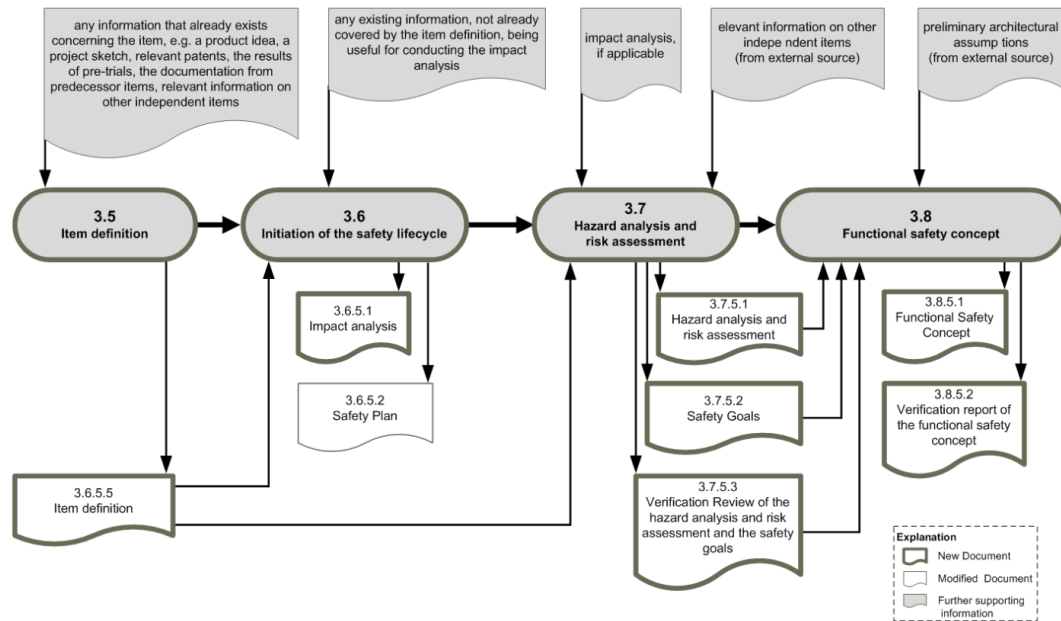 any information that already exists
concerning the item, e.g. a product idea, a
project sketch, relevant patents, the results
of pre-trials, the documentation from
predecessor items, relevant information on
other independent items
any existing information, not already
covered by the item definition, being
useful for conducting the impact
analysis
impact analysis,
if applicable
elevant information on other
indepe ndent items
(from external source)
preliminary architectural
assump tions
(from external source)
3.5
Item definition
3.6
Initiation of the safety lifecycle
3.7
Hazard analysis and
risk assessment
3.8
Functional safety concept
3.6.5.1
Impact analysis
3.6.5.2
Safety Plan
3.6.5.5
Item definition
3.7.5.1
Hazard analysis and
risk assessment
3.7.5.2
Safety Goals
3.7.5.3
Verification Review of the
hazard analysis and risk
assessment and the safety
goals
3.8.5.1
Functional Safety
Concept
3.8.5.2
Verification report of
the functional safety
concept
Explanation
New Document
Modified Document
Further supporting
information